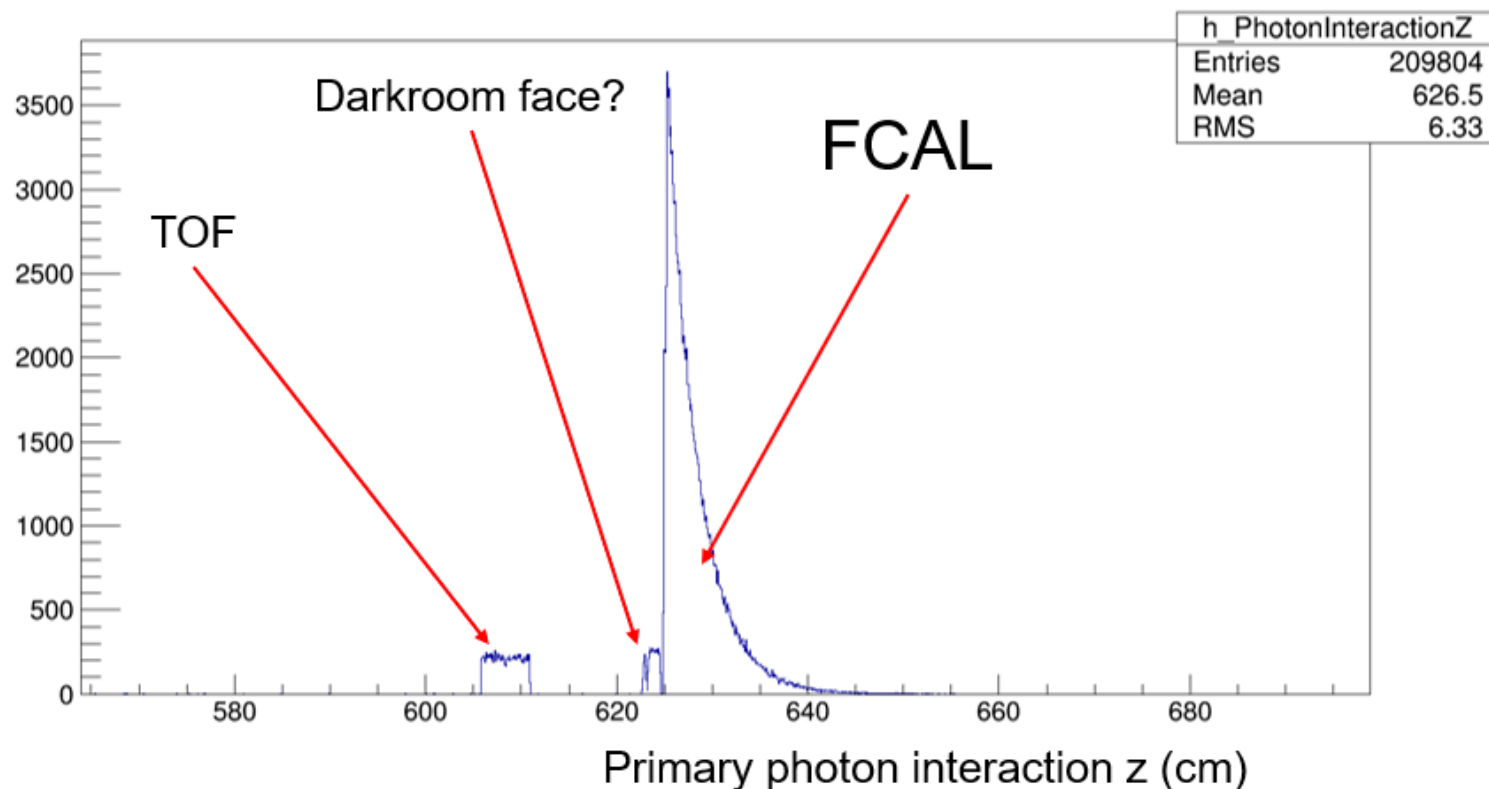 h_PhotonInteractionZ
Entries 209804
Mean 626.5
RMS 6.33
Darkroom face?
FCAL
TOF
3500
3000
2500
2000
1500
1000
500
0
580 600 620 640 660 680
Primary photon interaction z (cm)